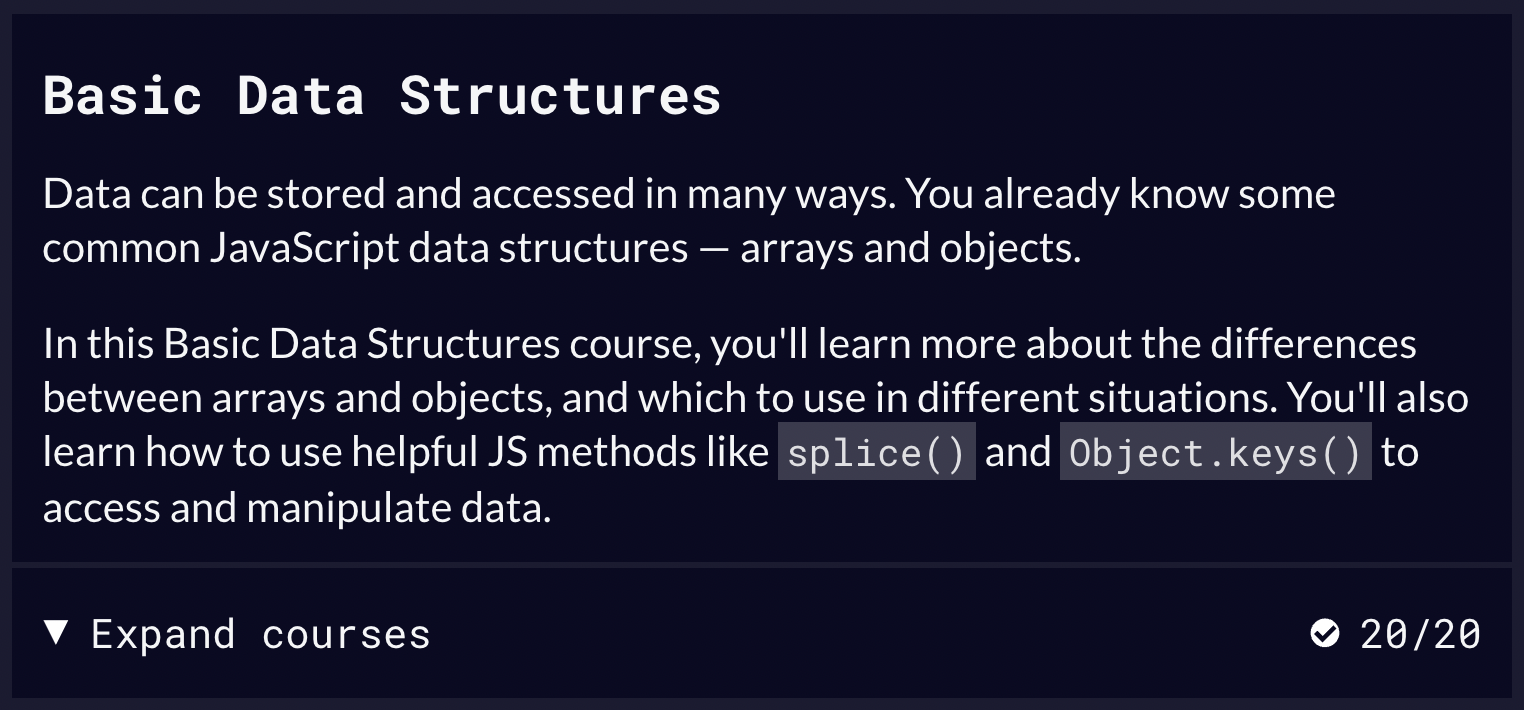 Basic Data Structures
Data can be stored and accessed in many ways. You already know some
common JavaScript data structures — arrays and objects.
In this Basic Data Structures course, you'll learn more about the differences
between arrays and objects, and which to use in different situations. You'll also
learn how to use helpful JS methods like splice() and Object.keys() to
access and manipulate data.
▼ Expand courses 20/20